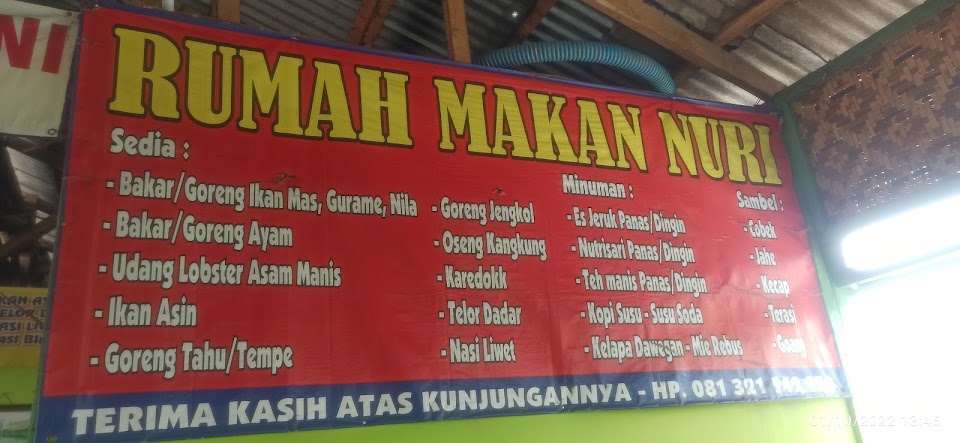 RUMAH MAKAN NURI
Sedia :
- Bakar/Goreng Ikan Mas, Gurame, Nila
- Bakar/Goreng Ayam
- Udang Lobster Asam Manis
- Ikan Asin
- Goreng Tahu/Tempe
- Goreng Jengkol
- Oseng Kangkung
- Karedokk
- Telor Dadar
- Nasi Liwet
Minuman :
- Es Jeruk Panas/Dingin
- Nutrisari Panas/Dingin
- Teh manis Panas/Dingin
- Kopi Susu - Susu Soda
- Kelapa Dawegan - Mie Rebus
Sambel :
- Cobek
- Jahe
- Kecap
- Terasi
- Goang
TERIMA KASIH ATAS KUNJUNGANNYA - HP. 081 321
NI